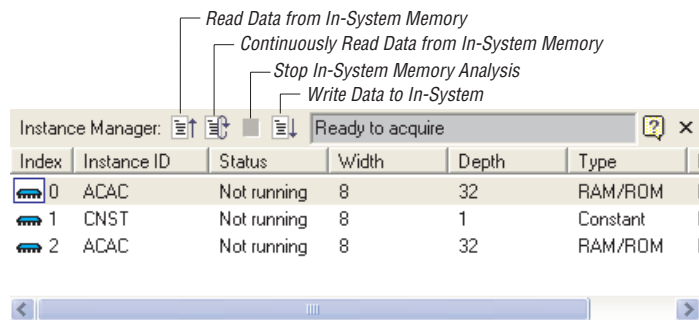 Read Data from In-System Memory
Continuously Read Data from In-System Memory
Stop In-System Memory Analysis
Write Data to In-System
Instance Manager: Ready to acquire
Index Instance ID Status Width Depth Type
0 ACAC Not running 8 32 RAM/ROM
1 CNST Not running 8 1 Constant
2 ACAC Not running 8 32 RAM/ROM